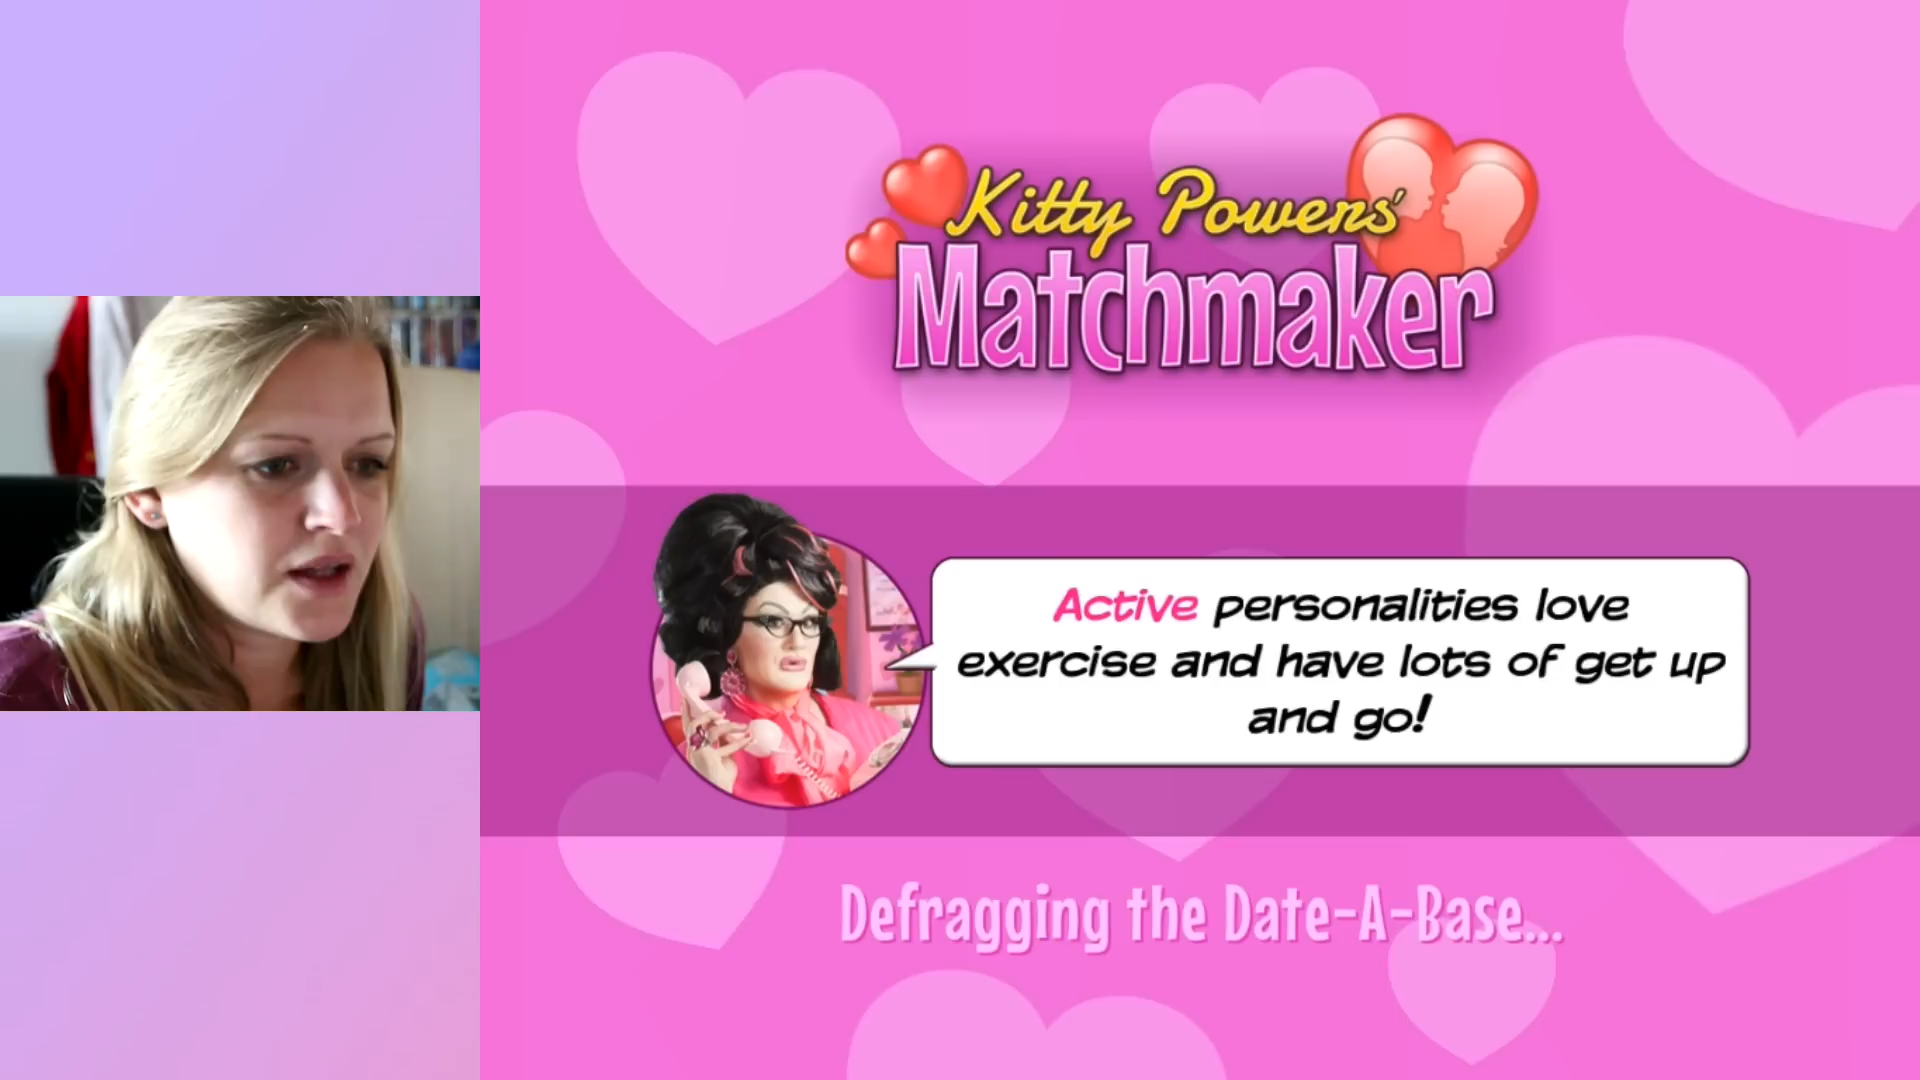 Kitty Powers'
Matchmaker
Active personalities love
exercise and have lots of get up
and go!
Defragging the Date-A-Base...